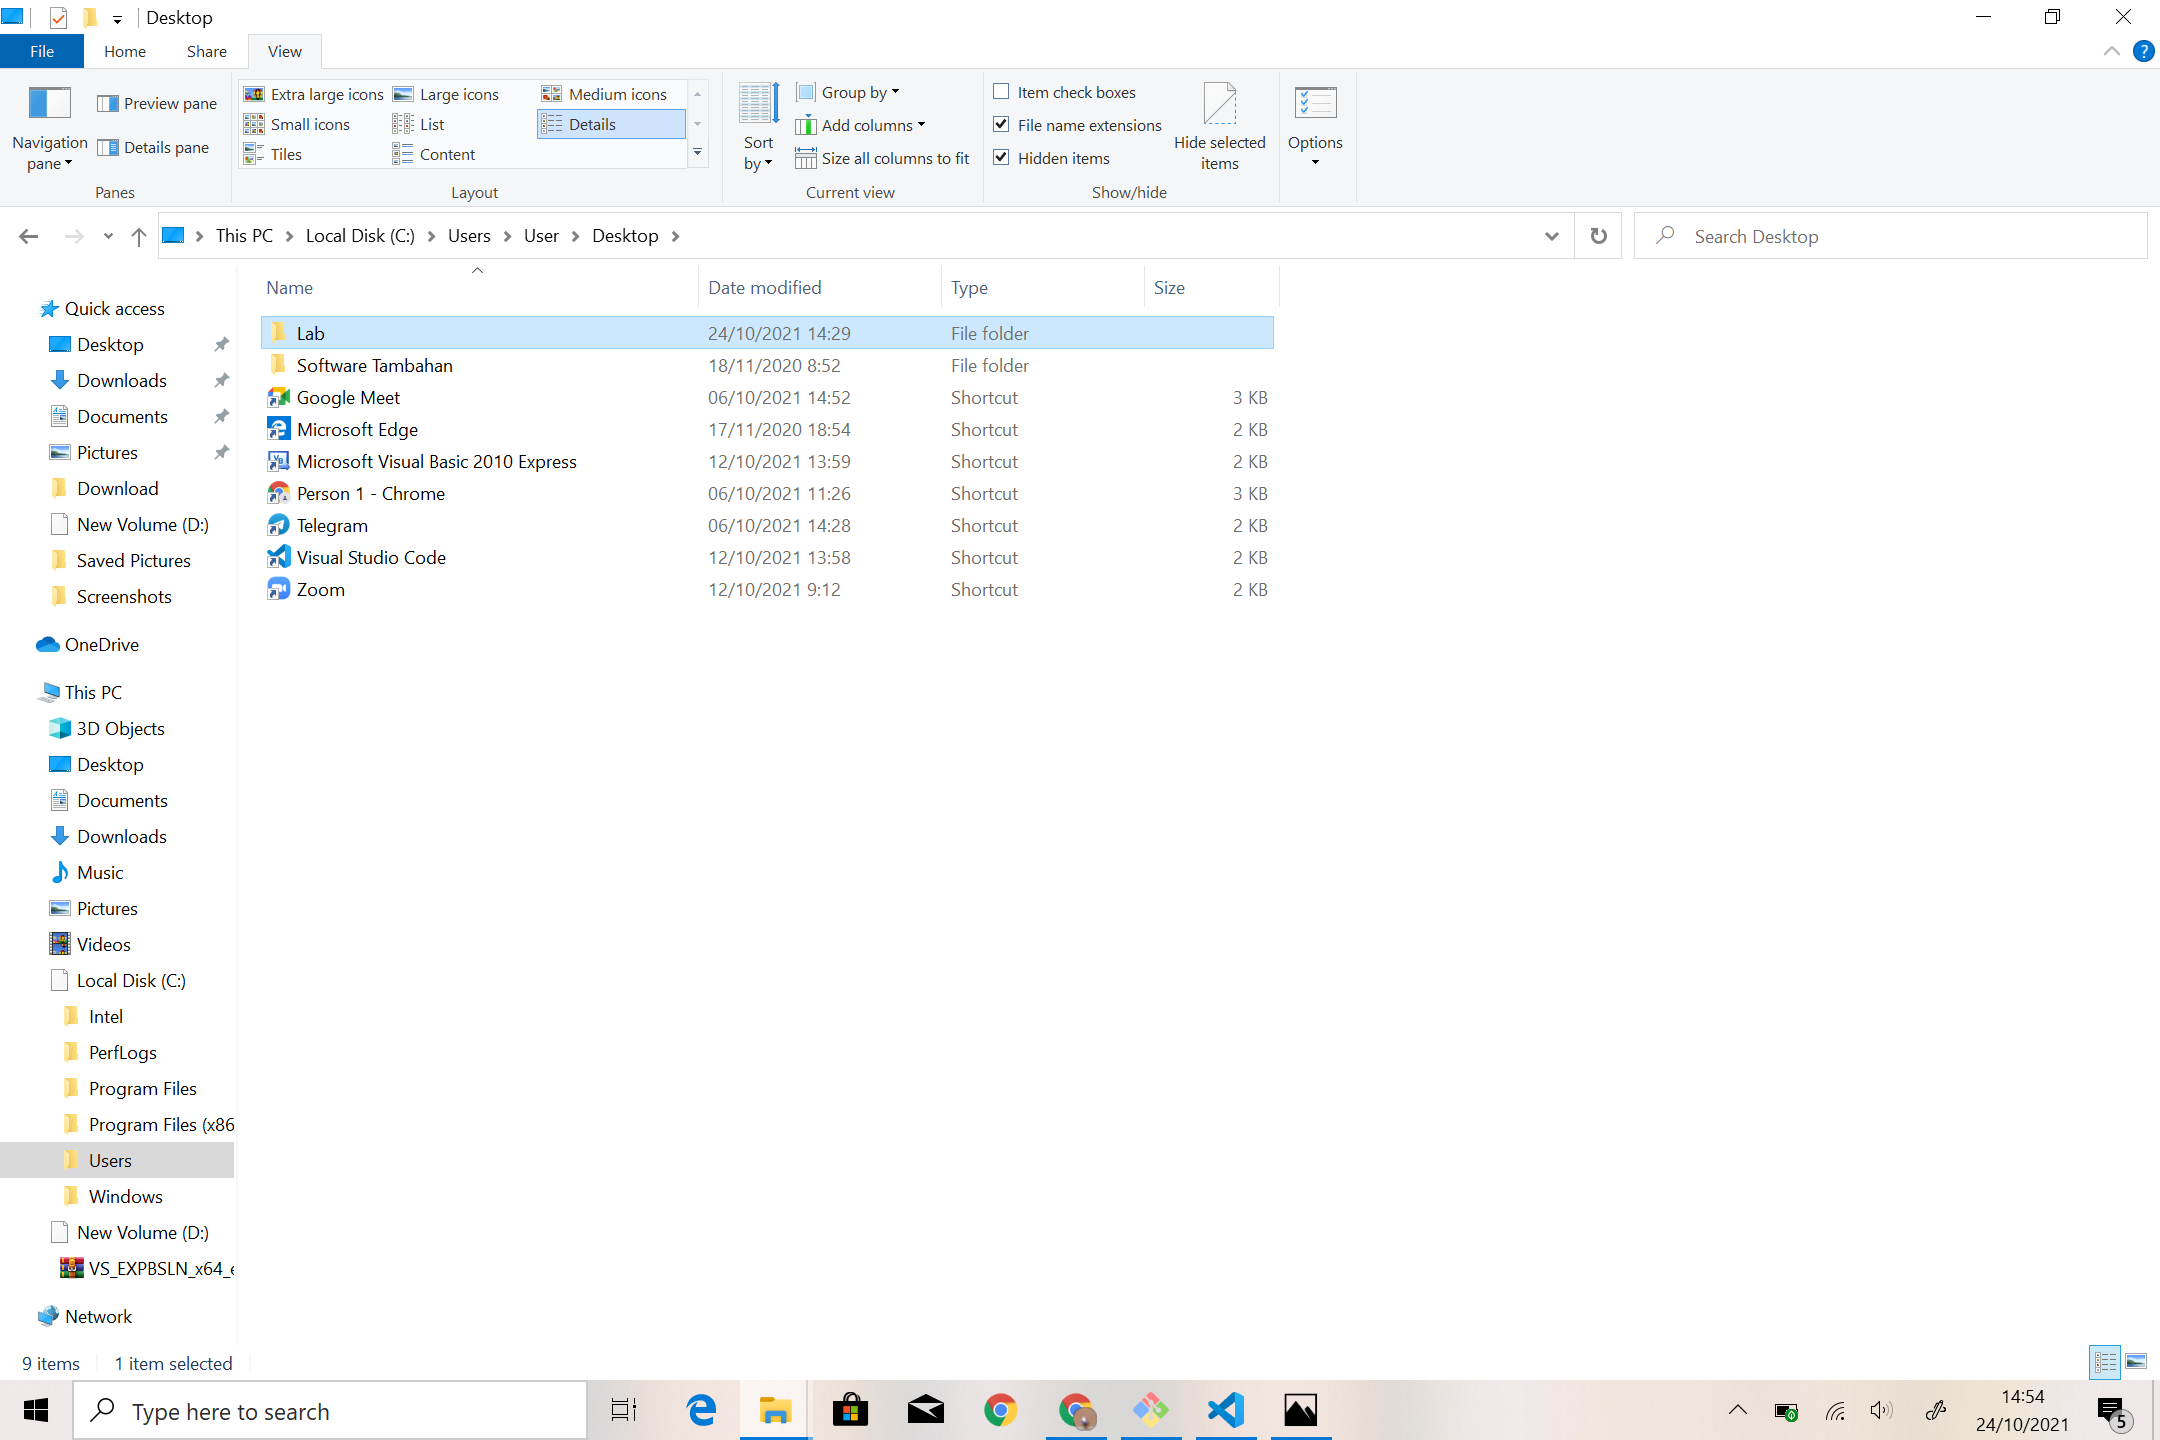 Desktop
File Home Share View
Navigation pane
Preview pane
Details pane
Panes
Extra large icons Large icons Medium icons
Small icons List Details
Tiles Content
Layout
Sort by
Group by
Add columns
Size all columns to fit
Current view
Item check boxes
File name extensions
Hidden items
Hide selected items
Show/hide
Options
This PC Local Disk (C:) Users User Desktop
Search Desktop
Quick access
Desktop
Downloads
Documents
Pictures
Download
New Volume (D:)
Saved Pictures
Screenshots
OneDrive
This PC
3D Objects
Desktop
Documents
Downloads
Music
Pictures
Videos
Local Disk (C:)
Intel
PerfLogs
Program Files
Program Files (x86
Users
Windows
New Volume (D:)
VS_EXPBSLN_x64_e
Network
Name Date modified Type Size
Lab 24/10/2021 14:29 File folder
Software Tambahan 18/11/2020 8:52 File folder
Google Meet 06/10/2021 14:52 Shortcut 3 KB
Microsoft Edge 17/11/2020 18:54 Shortcut 2 KB
Microsoft Visual Basic 2010 Express 12/10/2021 13:59 Shortcut 2 KB
Person 1 - Chrome 06/10/2021 11:26 Shortcut 3 KB
Telegram 06/10/2021 14:28 Shortcut 2 KB
Visual Studio Code 12/10/2021 13:58 Shortcut 2 KB
Zoom 12/10/2021 9:12 Shortcut 2 KB
9 items 1 item selected
Type here to search
14:54
24/10/2021
5